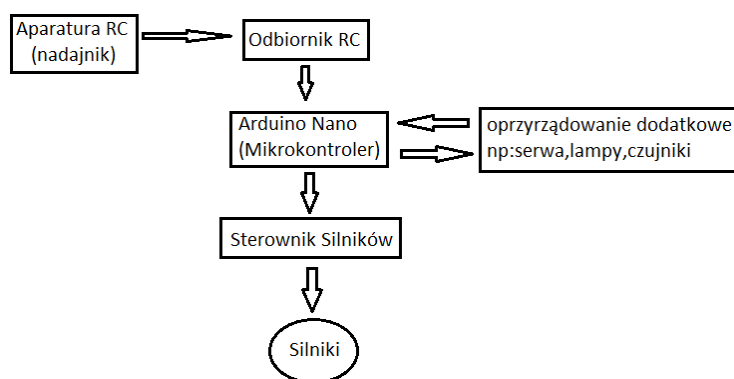 Aparatura RC
(nadajnik)
Odbiornik RC
Arduino Nano
(Mikrokontroler)
oprzyrządowanie dodatkowe
np:serwa,lampy,czujniki
Sterownik Silników
Silniki